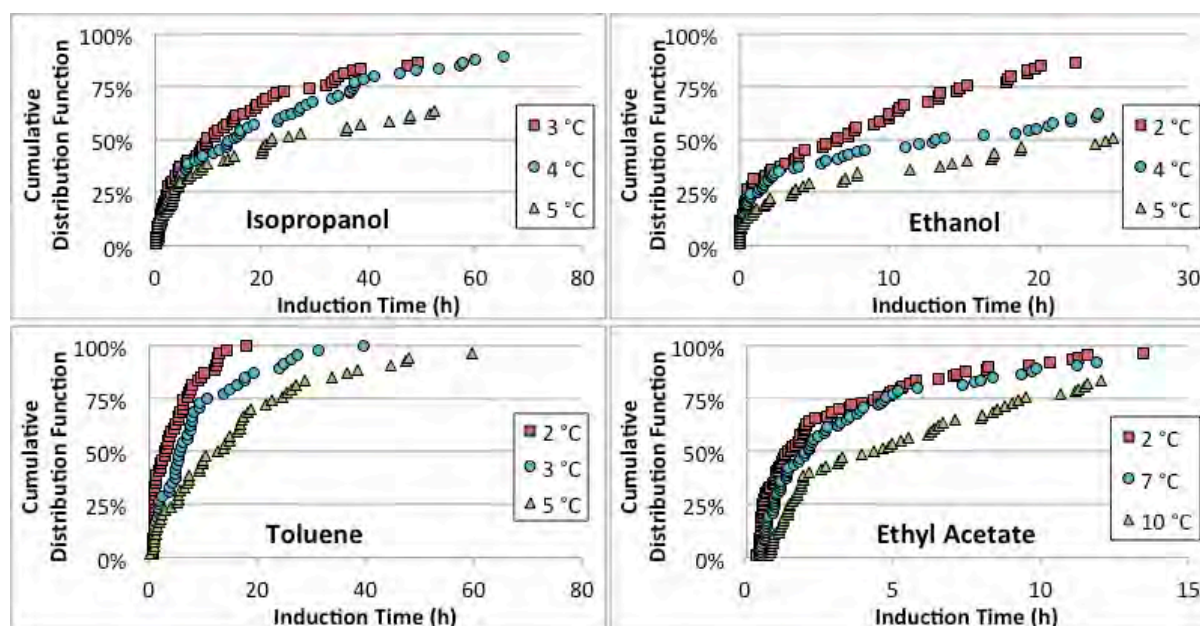 100%
75%
50%
25%
0%
Cumulative
Distribution Function
Isopropanol
3 °C
4 °C
5 °C
0 20 40 60 80
Induction Time (h)
100%
75%
50%
25%
0%
Cumulative
Distribution Function
Ethanol
2 °C
4 °C
5 °C
0 10 20 30
Induction Time (h)
100%
75%
50%
25%
0%
Cumulative
Distribution Function
Toluene
2 °C
3 °C
5 °C
0 20 40 60 80
Induction Time (h)
100%
75%
50%
25%
0%
Cumulative
Distribution Function
Ethyl Acetate
2 °C
7 °C
10 °C
0 5 10 15
Induction Time (h)